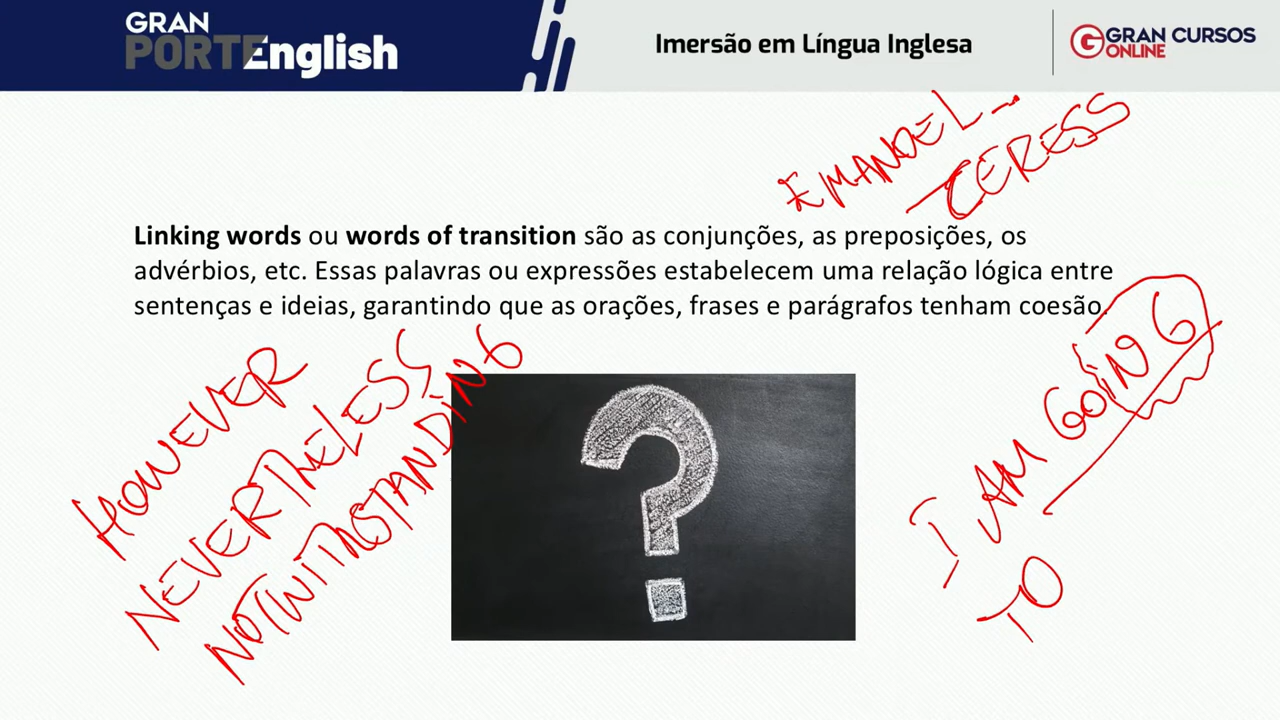 GRAN
PORTEnglish
Imersão em Língua Inglesa
GRAN CURSOS
ONLINE
EMANOEL
CERESS
Linking words ou words of transition são as conjunções, as preposições, os
advérbios, etc. Essas palavras ou expressões estabelecem uma relação lógica entre
sentenças e ideias, garantindo que as orações, frases e parágrafos tenham coesão.
HOWEVER
NEVERTHELESS
NOTWITHSTANDING
I AM GOING
TO